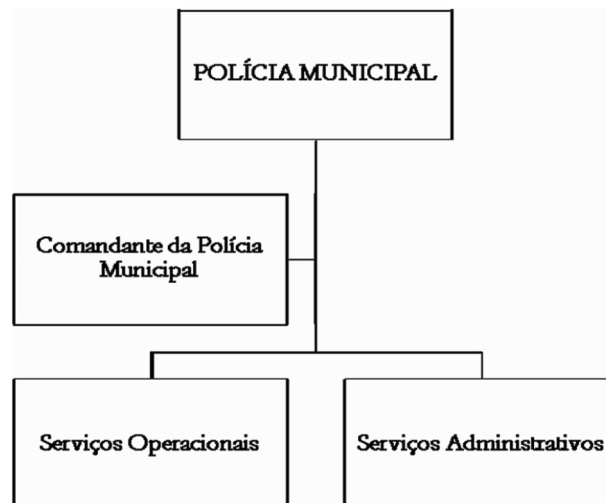 POLÍCIA MUNICIPAL
Comandante da Polícia
Municipal
Serviços Operacionais
Serviços Administrativos